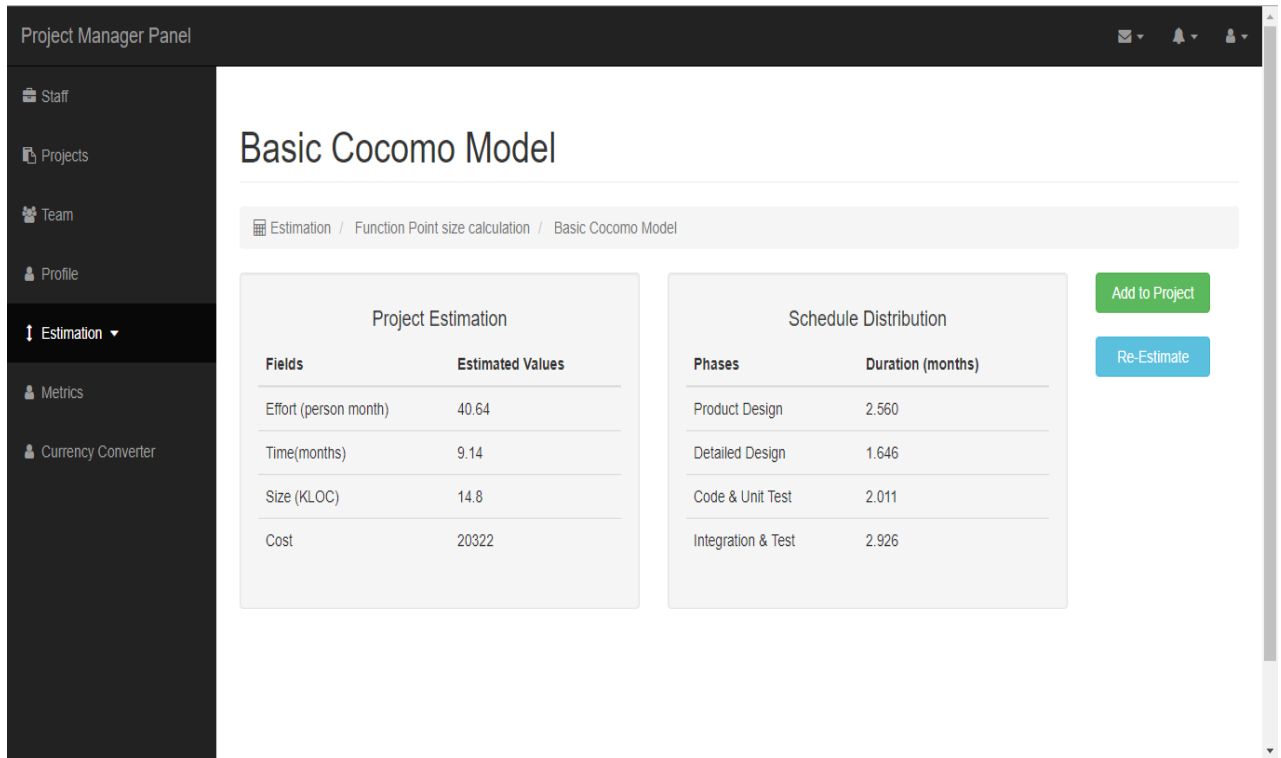 Project Manager Panel
Staff
Projects
Team
Profile
Estimation
Metrics
Currency Converter
Basic Cocomo Model
Estimation / Function Point size calculation / Basic Cocomo Model
Project Estimation
Fields Estimated Values
Effort (person month) 40.64
Time(months) 9.14
Size (KLOC) 14.8
Cost 20322
Schedule Distribution
Phases Duration (months)
Product Design 2.560
Detailed Design 1.646
Code & Unit Test 2.011
Integration & Test 2.926
Add to Project
Re-Estimate